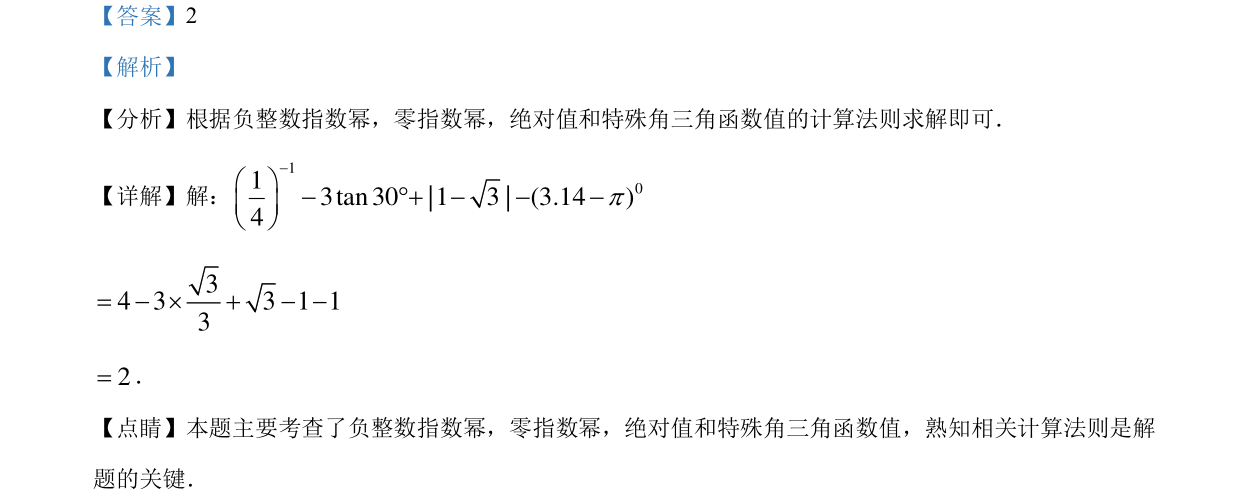 【答案】2
【解析】
【分析】根据负整数指数幂，零指数幂，绝对值和特殊角三角函数值的计算法则求解即可．
【详解】解：(1/4)⁻¹－3tan30°+|1－√3|－(3.14－π)⁰
=4－3×√3/3+√3－1－1
=2．
【点睛】本题主要考查了负整数指数幂，零指数幂，绝对值和特殊角三角函数值，熟知相关计算法则是解
题的关键．